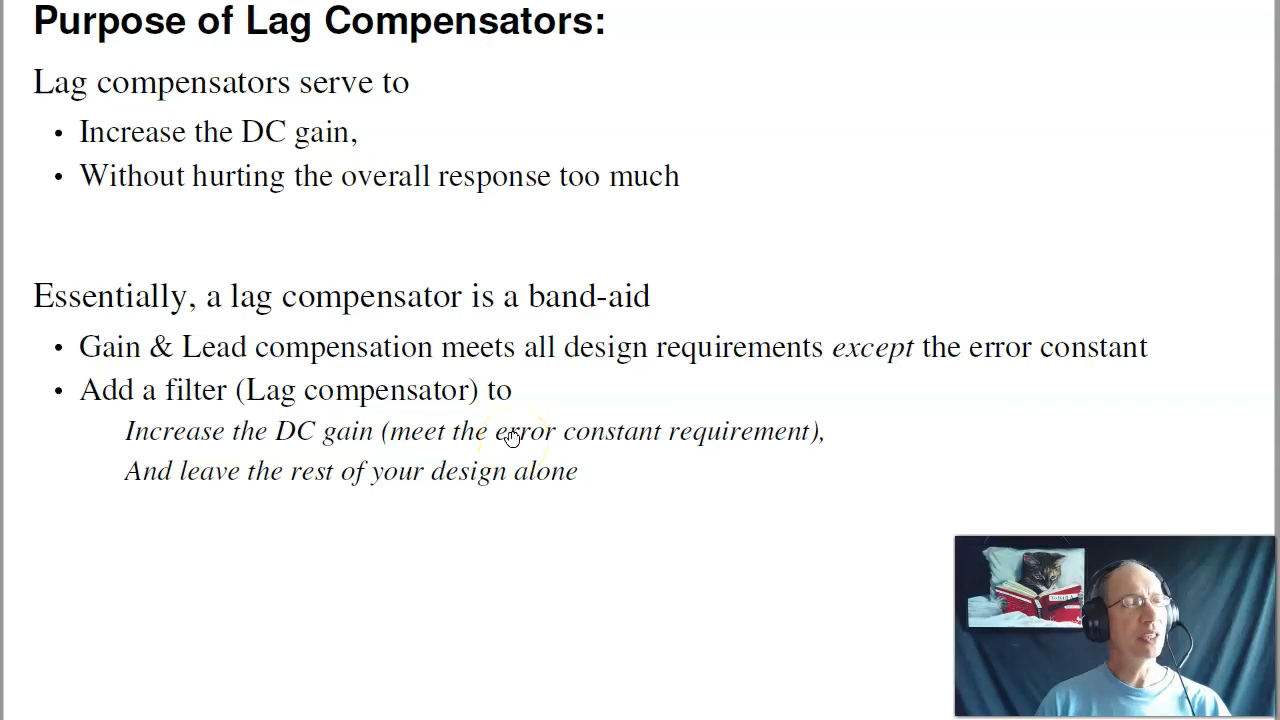 Purpose of Lag Compensators:
Lag compensators serve to
• Increase the DC gain,
• Without hurting the overall response too much
Essentially, a lag compensator is a band-aid
• Gain & Lead compensation meets all design requirements except the error constant
• Add a filter (Lag compensator) to
Increase the DC gain (meet the error constant requirement),
And leave the rest of your design alone